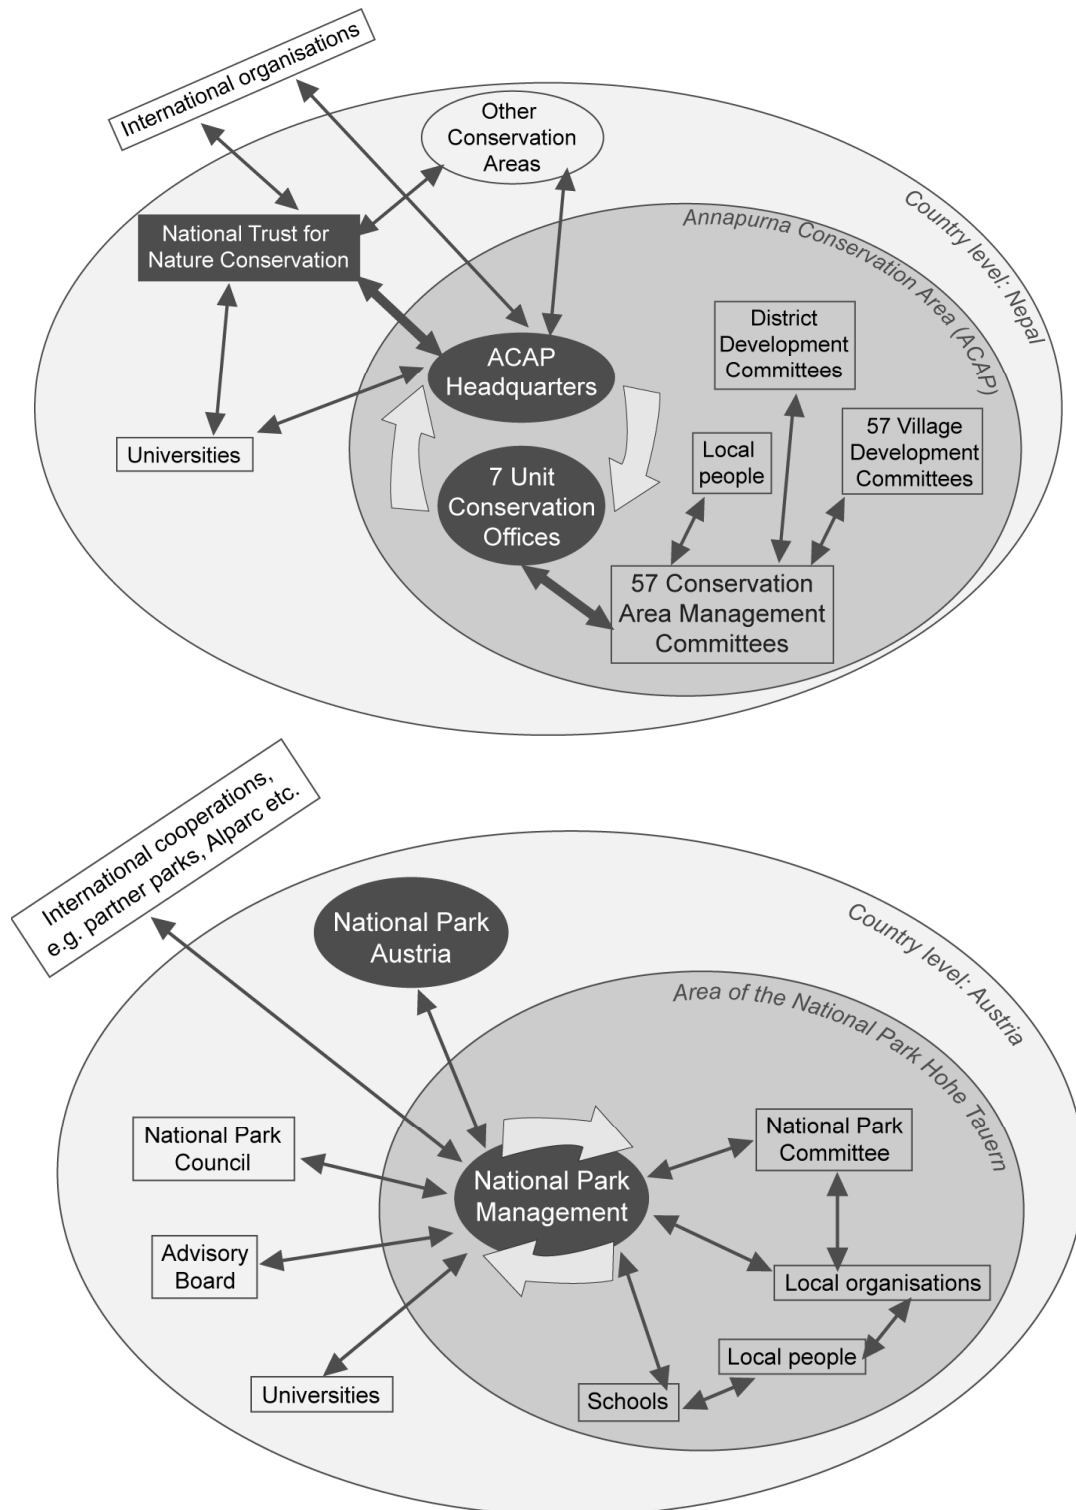 International organisations
Other
Conservation
Areas
Country level: Nepal
Annapurna Conservation Area (ACAP)
National Trust for
Nature Conservation
District
Development
Committees
ACAP
Headquarters
57 Village
Development
Committees
Local
people
Universities
7 Unit
Conservation
Offices
57 Conservation
Area Management
Committees
International cooperations,
e.g. partner parks, Alparc etc.
National Park
Austria
Country level: Austria
Area of the National Park Hohe Tauern
National Park
Council
National Park
Committee
National Park
Management
Advisory
Board
Local organisations
Local people
Universities
Schools